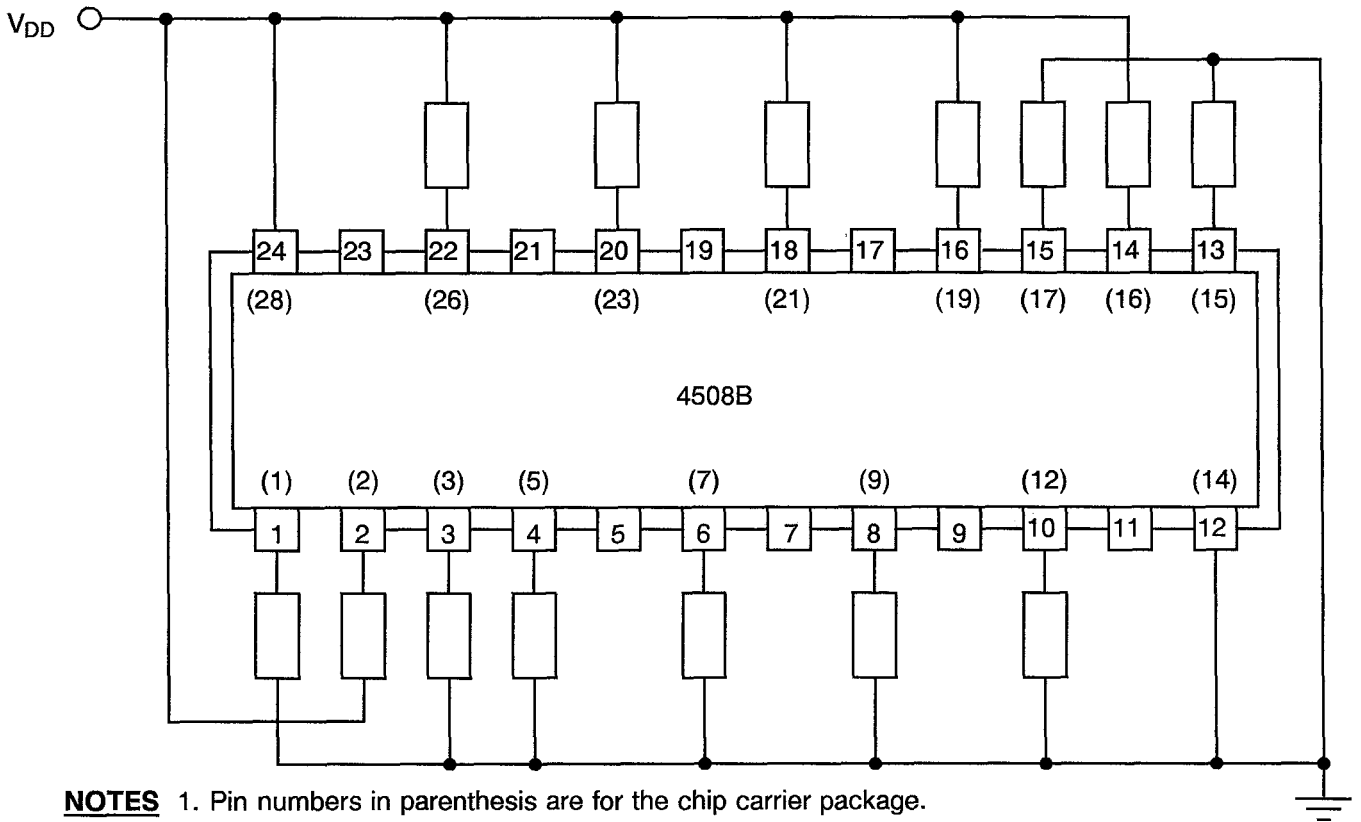 VDD
24 23 22 21 20 19 18 17 16 15 14 13
(28) (26) (23) (21) (19) (17) (16) (15)
4508B
(1) (2) (3) (5) (7) (9) (12) (14)
1 2 3 4 5 6 7 8 9 10 11 12
NOTES 1. Pin numbers in parenthesis are for the chip carrier package.